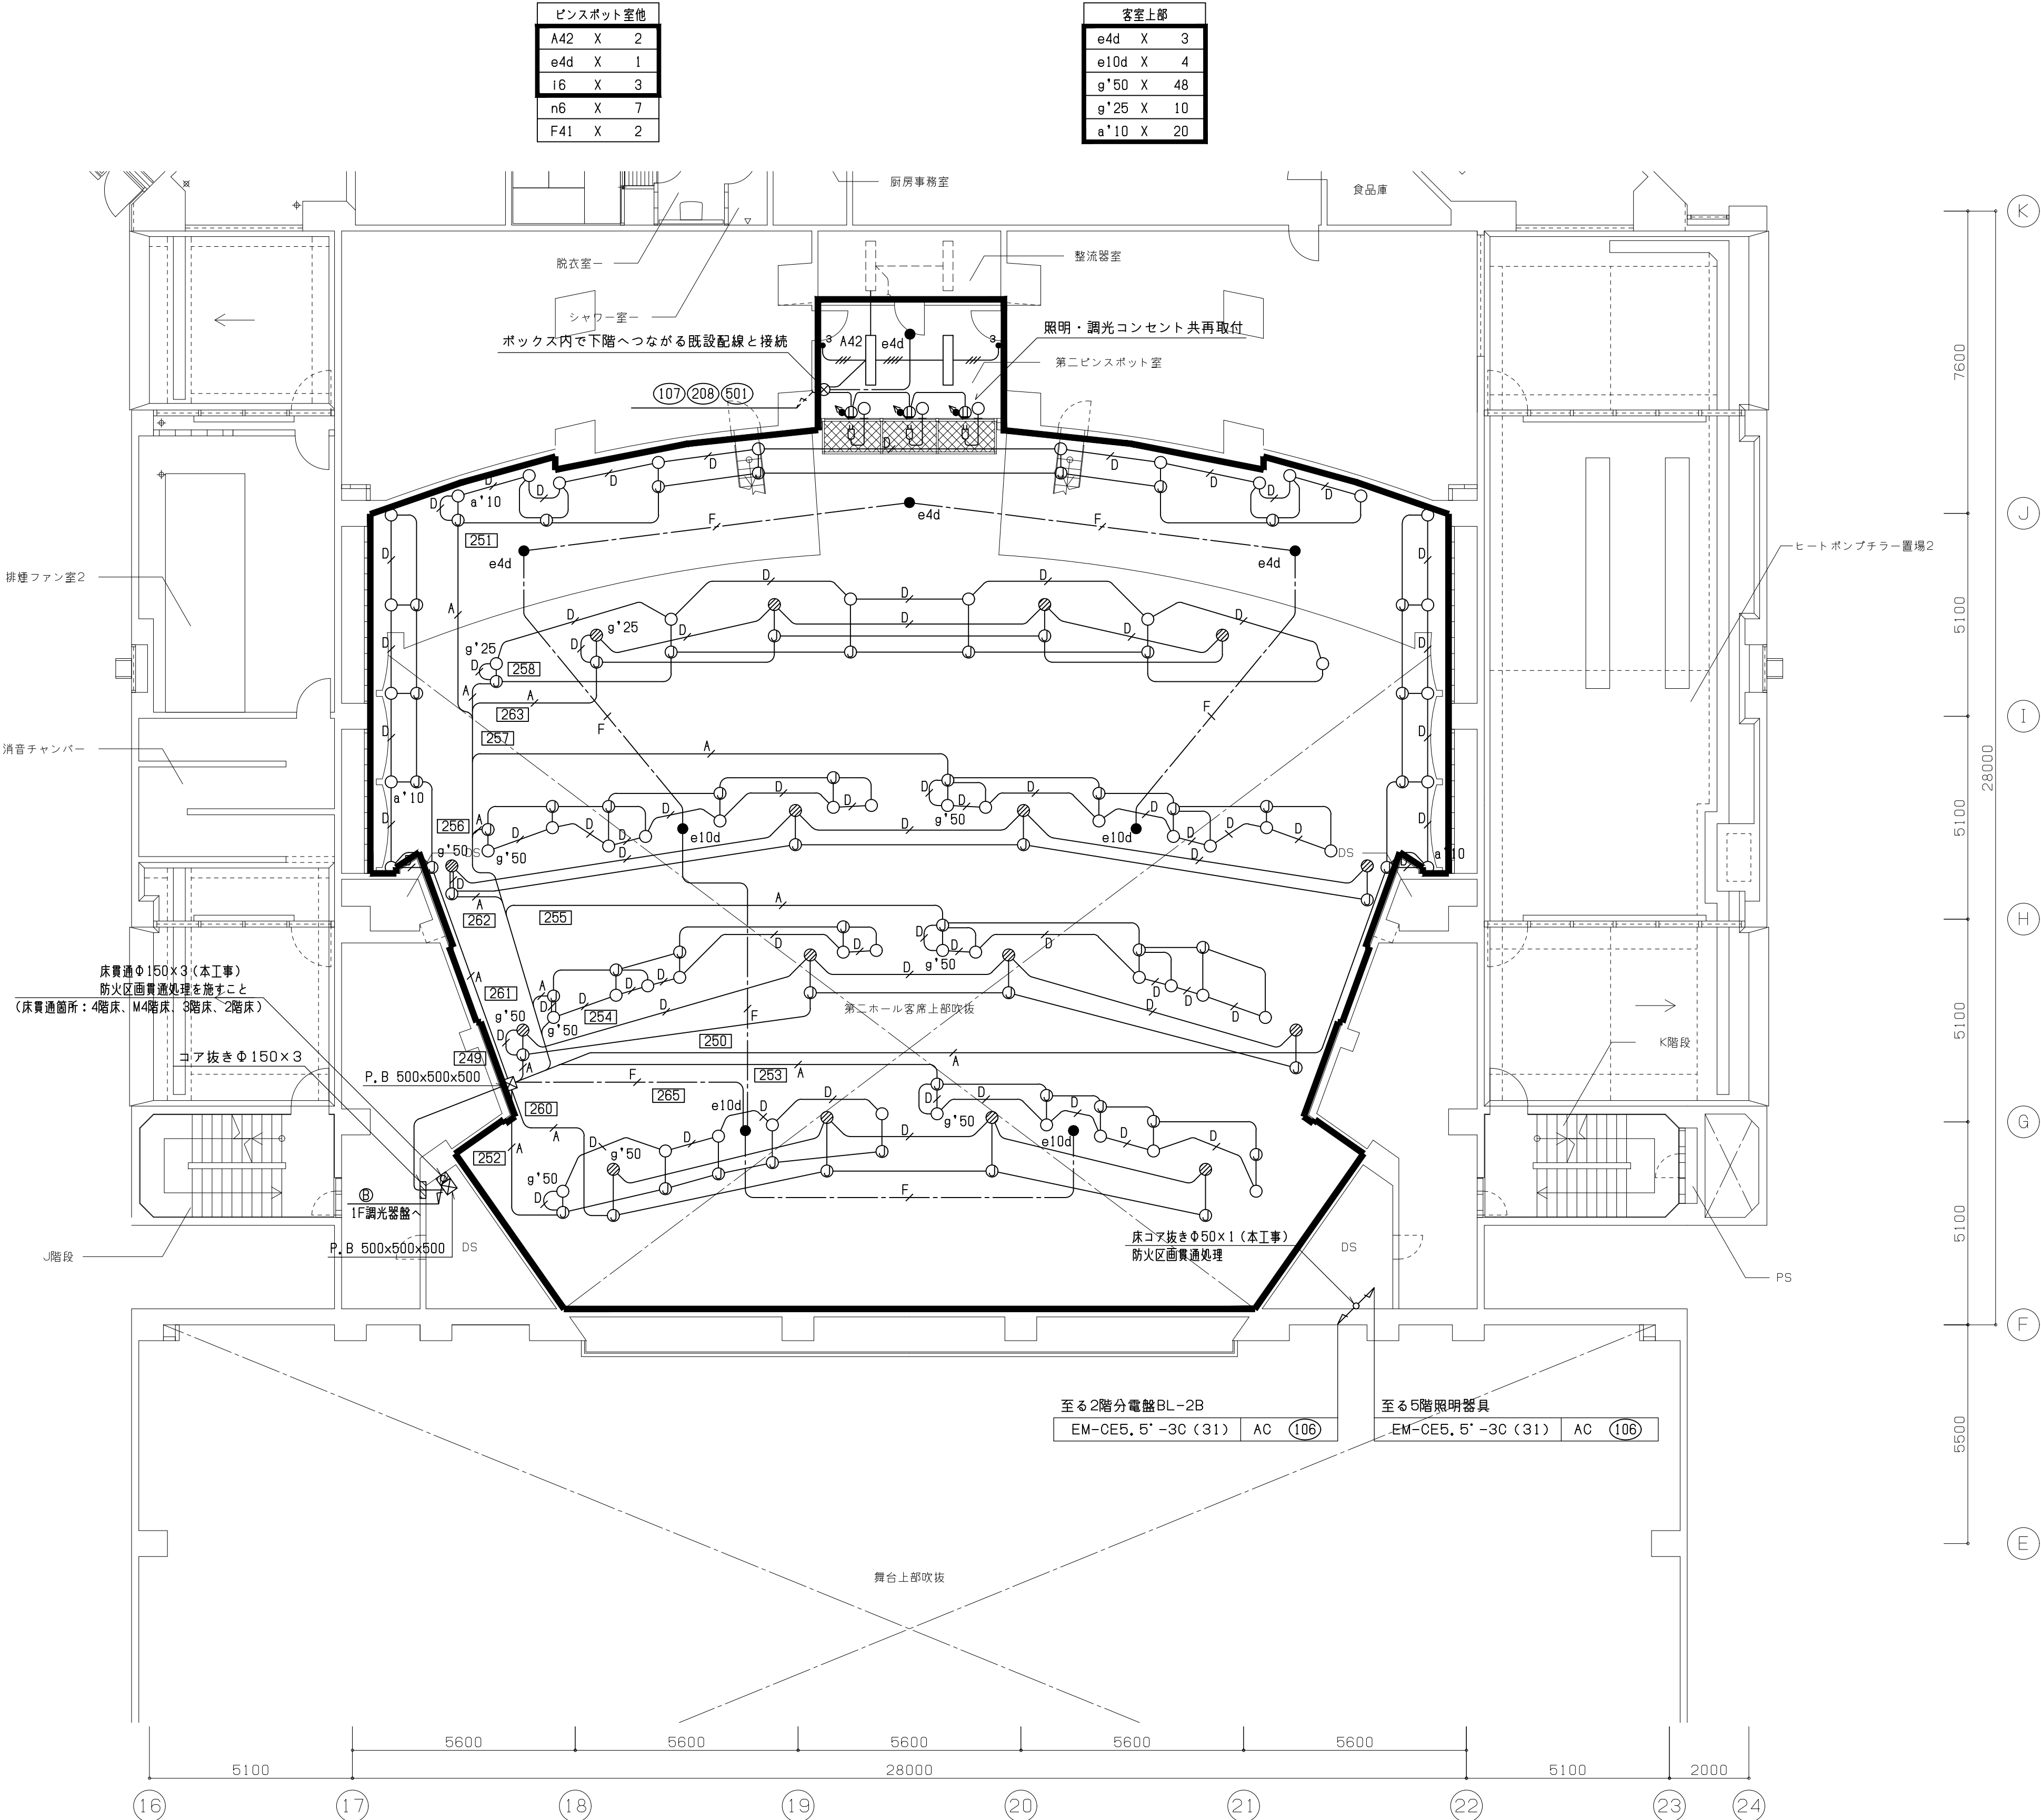 ピンスポット室他
A42 X 2
e4d X 1
i6 X 3
n6 X 7
F41 X 2
客室上部
e4d X 3
e10d X 4
g'50 X 48
g'25 X 10
a'10 X 20
厨房事務室
食品庫
K
脱衣室ー
整流器室
シャワー室ー
照明・調光コンセント共再取付
ボックス内で下階へつながる既設配線と接続
3
A42
e4d
3
第二ピンスポット室
7600
107 208 501
D
D
D
D
D
D
D
D
D
a'10
J
F
e4d
F
251
e4d
e4d
ヒートポンプチラー置場2
D
D
排煙ファン室2
D
D
A
D
D
D
5100
g'25
D
D
D
D
D
D
g'25
D
258
A
A
263
F
F
I
257
消音チャンバー
A
D
D
28000
a'10
D
D
D
D
D
g'50
D
D
5100
256
A
D
D
D
D
e10d
D
e10d
D
D
D
D
g'50
DS
g'50
D
D
D
DS
D
a'10
A
262
255
A
H
D
D
D
g'50
D
床貫通Φ150×3(本工事)
防火区画貫通処理を施すこと
(床貫通箇所:4階床、M4階床、3階床、2階床)
A
261
A
D
D
D
D
D
D
D
D
254
第二ホール客席上部吹抜
5100
g'50
g'50
D
F
コア抜きΦ150×3
249
250
K階段
A
A
A
P.B 500x500x500
F
253
265
260
e10d
D
D
D
D
D
g'50
G
252
A
A
D
g'50
D
D
e10d
D
D
g'50
D
B
1F調光器盤へ
F
5100
P.B 500x500x500
DS
床コア抜きΦ50×1(本工事)
防火区画貫通処理
DS
J階段
PS
F
至る2階分電盤BL-2B
EM-CE5.5゜-3C(31) AC 106
至る5階照明器具
EM-CE5.5゜-3C(31) AC 106
5500
E
舞台上部吹抜
5600 5600 5600 5600 5600
5100 28000 5100 2000
16 17 18 19 20 21 22 23 24